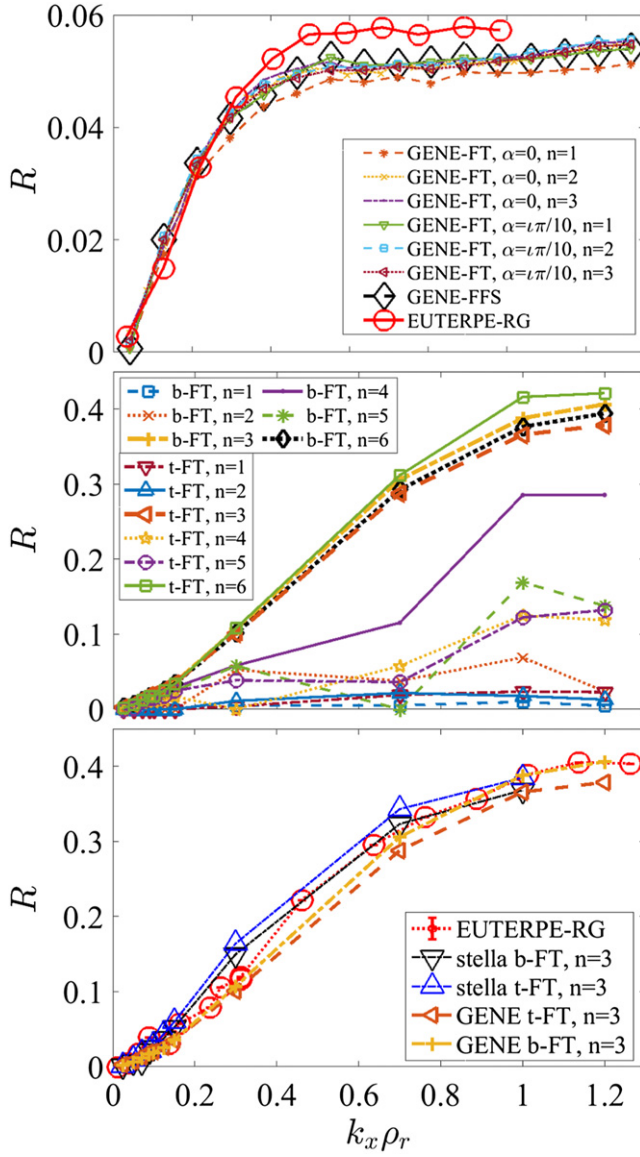 0.06
0.04
0.02
0
R
GENE-FT, α=0, n=1
GENE-FT, α=0, n=2
GENE-FT, α=0, n=3
GENE-FT, α=ιπ/10, n=1
GENE-FT, α=ιπ/10, n=2
GENE-FT, α=ιπ/10, n=3
GENE-FFS
EUTERPE-RG
0.4
0.3
0.2
0.1
0
R
b-FT, n=1
b-FT, n=2
b-FT, n=3
b-FT, n=4
b-FT, n=5
b-FT, n=6
t-FT, n=1
t-FT, n=2
t-FT, n=3
t-FT, n=4
t-FT, n=5
t-FT, n=6
0.4
0.3
0.2
0.1
0
R
EUTERPE-RG
stella b-FT, n=3
stella t-FT, n=3
GENE t-FT, n=3
GENE b-FT, n=3
0 0.2 0.4 0.6 0.8 1 1.2
kₓρᵣ